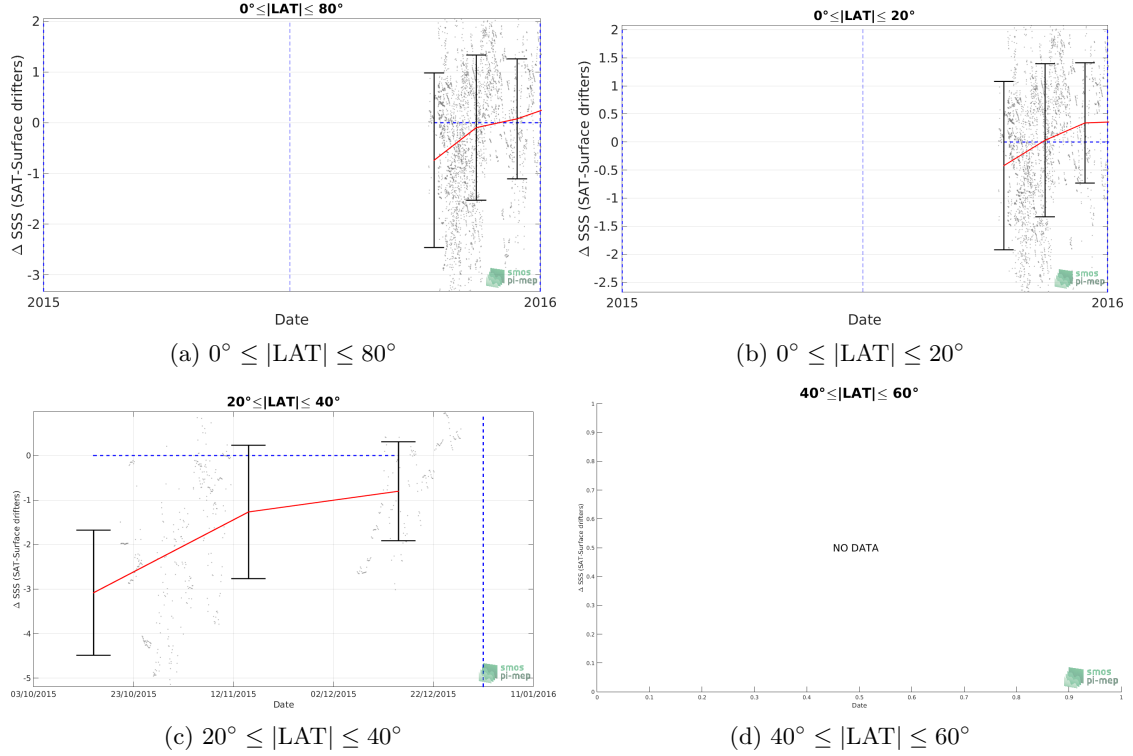 0°≤|LAT|≤ 80°
2
1
0
-1
-2
-3
Δ SSS (SAT-Surface drifters)
smos
pi-mep
2015
2016
Date
(a) 0° ≤ |LAT| ≤ 80°
0°≤|LAT|≤ 20°
2
1.5
1
0.5
0
-0.5
-1
-1.5
-2
-2.5
Δ SSS (SAT-Surface drifters)
smos
pi-mep
2015
2016
Date
(b) 0° ≤ |LAT| ≤ 20°
20°≤|LAT|≤ 40°
0
-1
-2
-3
-4
-5
Δ SSS (SAT-Surface drifters)
smos
pi-mep
03/10/2015 23/10/2015 12/11/2015 02/12/2015 22/12/2015 11/01/2016
Date
(c) 20° ≤ |LAT| ≤ 40°
40°≤|LAT|≤ 60°
1
0.9
0.8
0.7
0.6
0.5
0.4
0.3
0.2
0.1
0
Δ SSS (SAT-Surface drifters)
NO DATA
smos
pi-mep
0 0.1 0.2 0.3 0.4 0.5 0.6 0.7 0.8 0.9 1
Date
(d) 40° ≤ |LAT| ≤ 60°